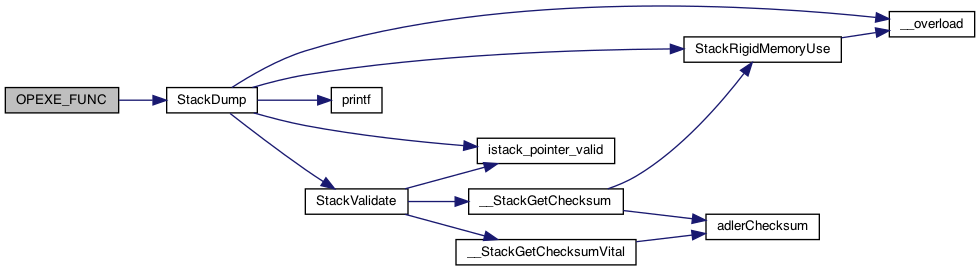 OPEXE_FUNC
StackDump
__overload
StackRigidMemoryUse
printf
istack_pointer_valid
StackValidate
__StackGetChecksum
adlerChecksum
__StackGetChecksumVital